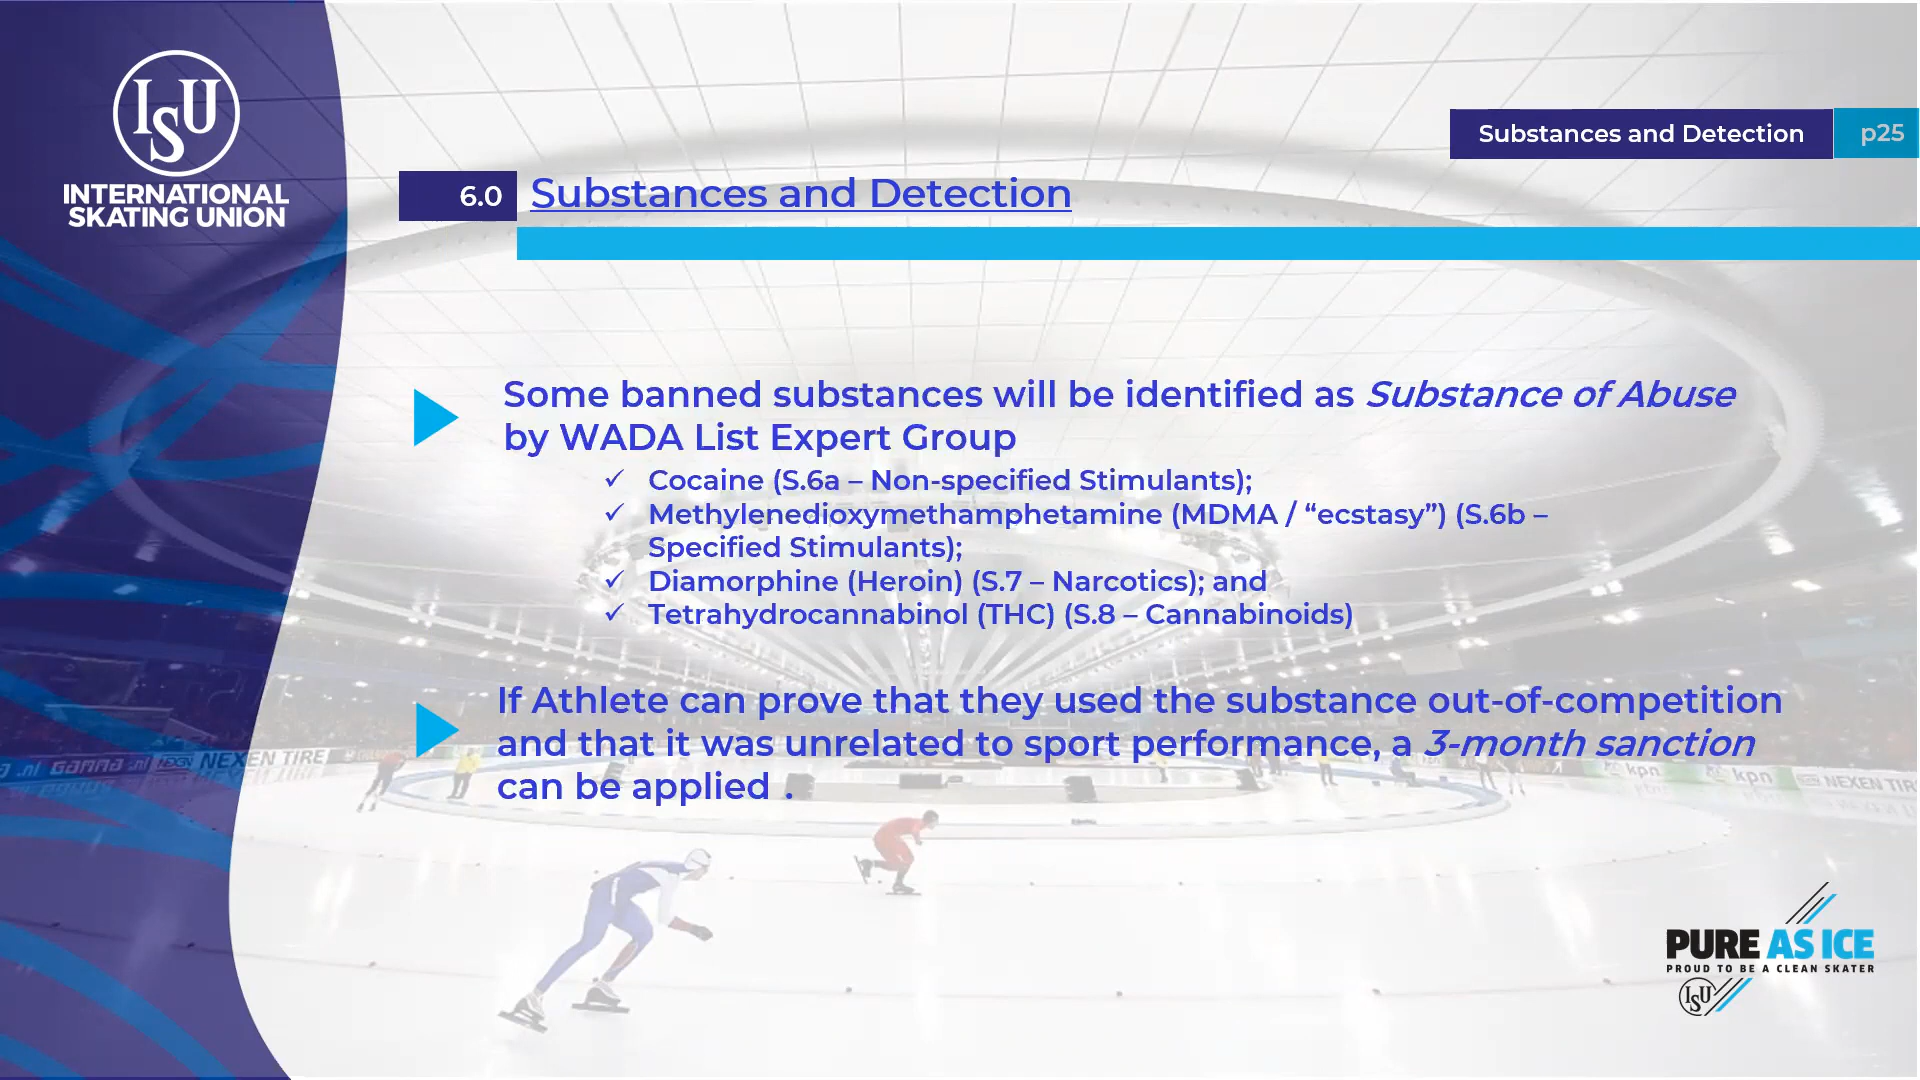 ISU
INTERNATIONAL
SKATING UNION
Substances and Detection p25
6.0 Substances and Detection
Some banned substances will be identified as Substance of Abuse
by WADA List Expert Group
✓ Cocaine (S.6a – Non-specified Stimulants);
✓ Methylenedioxymethamphetamine (MDMA / “ecstasy”) (S.6b –
Specified Stimulants);
✓ Diamorphine (Heroin) (S.7 – Narcotics); and
✓ Tetrahydrocannabinol (THC) (S.8 – Cannabinoids)
If Athlete can prove that they used the substance out-of-competition
and that it was unrelated to sport performance, a 3-month sanction
can be applied .
NEXEN TIRE
kpn
kpn
NEXEN TIRE
PURE AS ICE
PROUD TO BE A CLEAN SKATER
ISU